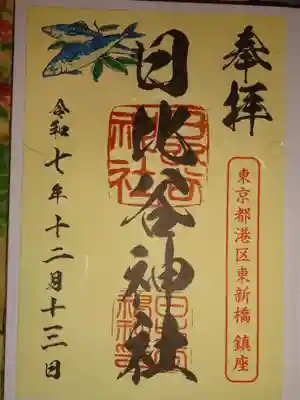 奉拝
東京都港区東新橋 鎮座
日比谷神社
令和七年十二月十三日